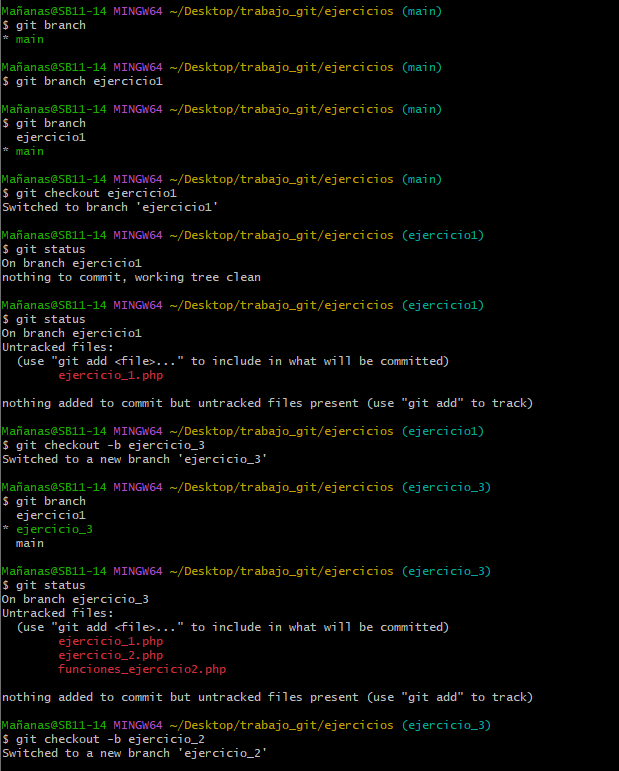 Mañanas@SB11-14 MINGW64 ~/Desktop/trabajo_git/ejercicios (main)
$ git branch
* main
Mañanas@SB11-14 MINGW64 ~/Desktop/trabajo_git/ejercicios (main)
$ git branch ejercicio1
Mañanas@SB11-14 MINGW64 ~/Desktop/trabajo_git/ejercicios (main)
$ git branch
  ejercicio1
* main
Mañanas@SB11-14 MINGW64 ~/Desktop/trabajo_git/ejercicios (main)
$ git checkout ejercicio1
Switched to branch 'ejercicio1'
Mañanas@SB11-14 MINGW64 ~/Desktop/trabajo_git/ejercicios (ejercicio1)
$ git status
On branch ejercicio1
nothing to commit, working tree clean
Mañanas@SB11-14 MINGW64 ~/Desktop/trabajo_git/ejercicios (ejercicio1)
$ git status
On branch ejercicio1
Untracked files:
  (use "git add <file>..." to include in what will be committed)
        ejercicio_1.php
nothing added to commit but untracked files present (use "git add" to track)
Mañanas@SB11-14 MINGW64 ~/Desktop/trabajo_git/ejercicios (ejercicio1)
$ git checkout -b ejercicio_3
Switched to a new branch 'ejercicio_3'
Mañanas@SB11-14 MINGW64 ~/Desktop/trabajo_git/ejercicios (ejercicio_3)
$ git branch
  ejercicio1
* ejercicio_3
  main
Mañanas@SB11-14 MINGW64 ~/Desktop/trabajo_git/ejercicios (ejercicio_3)
$ git status
On branch ejercicio_3
Untracked files:
  (use "git add <file>..." to include in what will be committed)
        ejercicio_1.php
        ejercicio_2.php
        funciones_ejercicio2.php
nothing added to commit but untracked files present (use "git add" to track)
Mañanas@SB11-14 MINGW64 ~/Desktop/trabajo_git/ejercicios (ejercicio_3)
$ git checkout -b ejercicio_2
Switched to a new branch 'ejercicio_2'